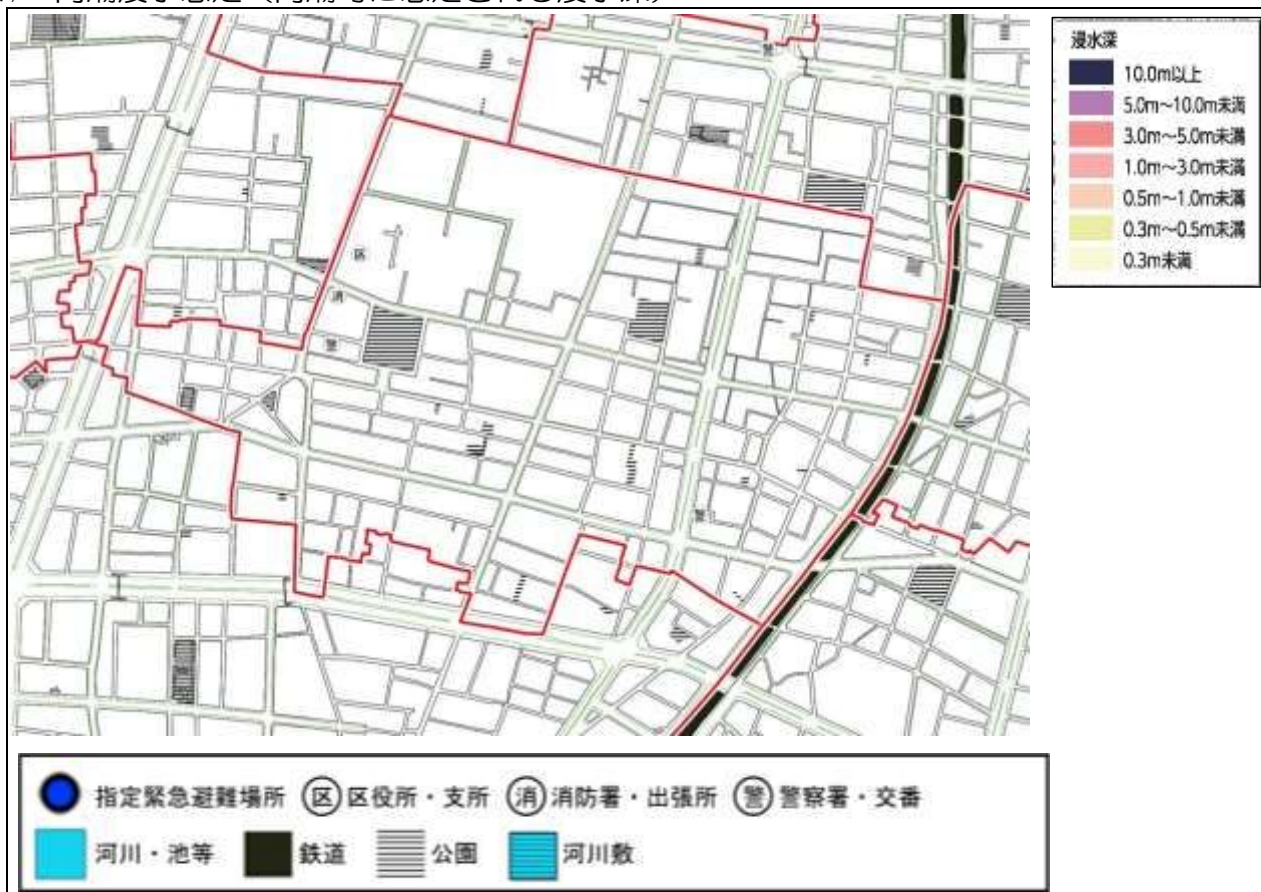 浸水深
10.0m以上
5.0m～10.0m未満
3.0m～5.0m未満
1.0m～3.0m未満
0.5m～1.0m未満
0.3m～0.5m未満
0.3m未満
区
消
警
指定緊急避難場所 区 区役所・支所 消 消防署・出張所 警 警察署・交番
河川・池等 鉄道 公園 河川敷